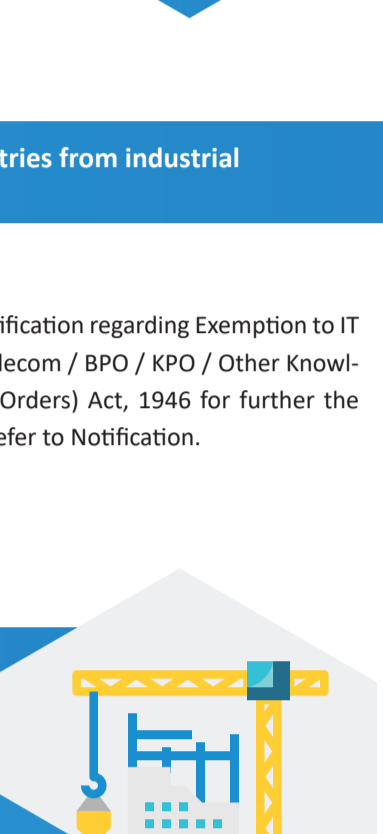 tries from industrial
ification regarding Exemption to IT
lecom / BPO / KPO / Other Knowl-
Orders) Act, 1946 for further the
efer to Notification.